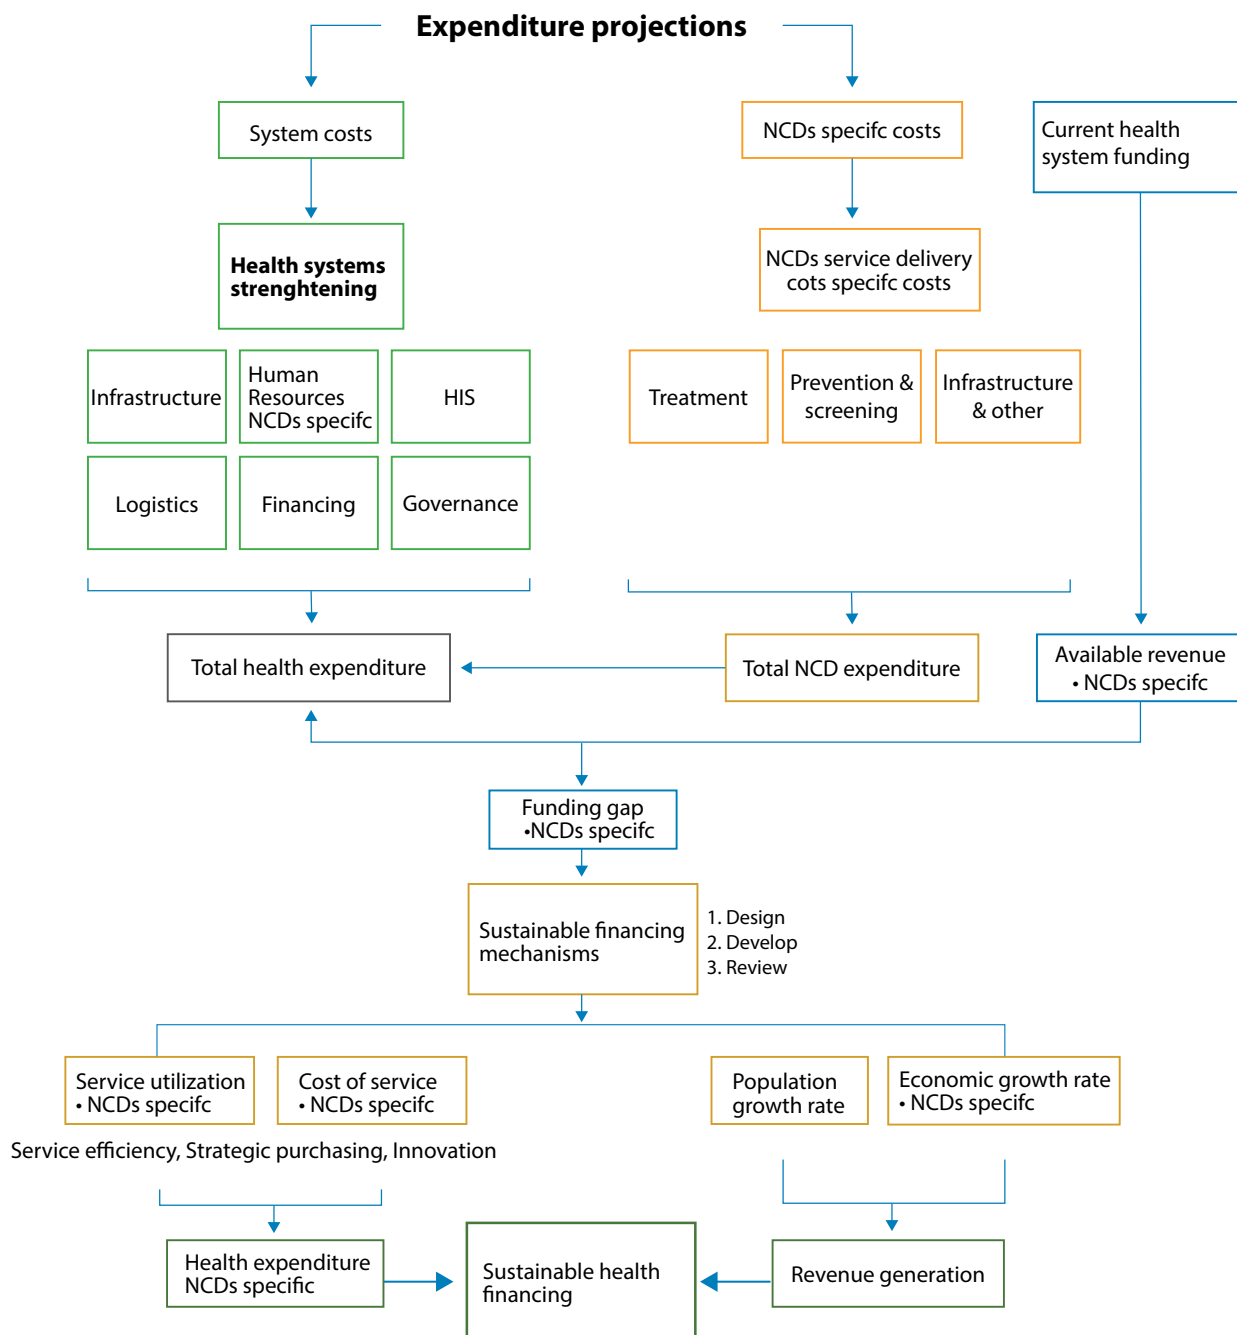 Expenditure projections
System costs
NCDs specifc costs
Current health
system funding
Health systems
strenghtening
NCDs service delivery
cots specifc costs
Infrastructure
Human
Resources
NCDs specifc
HIS
Treatment
Prevention &
screening
Infrastructure
& other
Logistics
Financing
Governance
Total health expenditure
Total NCD expenditure
Available revenue
• NCDs specifc
Funding gap
•NCDs specifc
Sustainable financing
mechanisms
1. Design
2. Develop
3. Review
Service utilization
• NCDs specifc
Cost of service
• NCDs specifc
Population
growth rate
Economic growth rate
• NCDs specifc
Service efficiency, Strategic purchasing, Innovation
Health expenditure
NCDs specific
Sustainable health
financing
Revenue generation